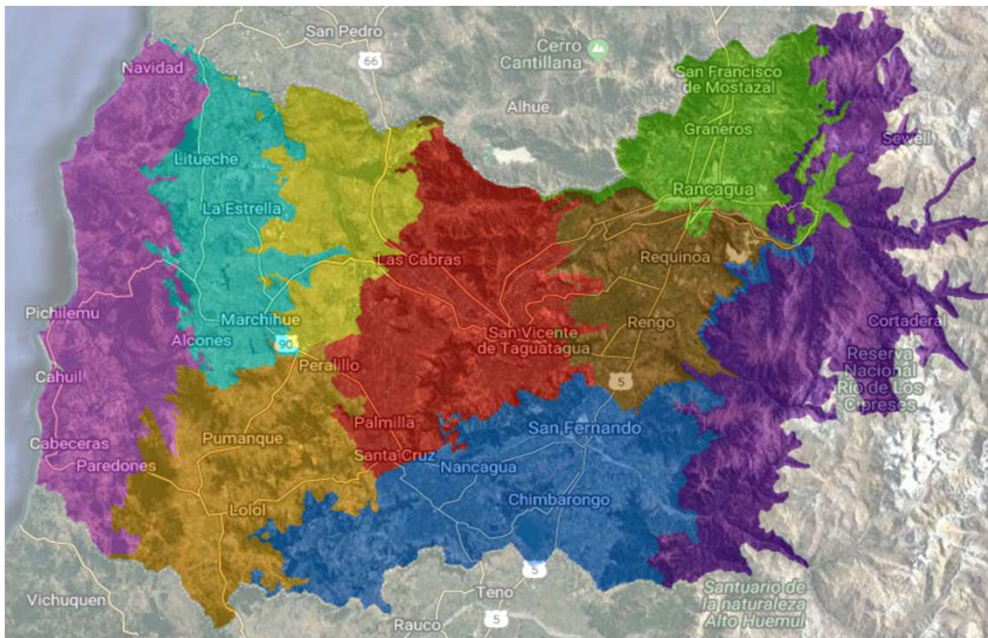 San Pedro
66
Cerro
Cantillana
Navidad
San Francisco
de Mostazal
Alhue
Graneros
Sewell
Litueche
Rancagua
La Estrella
Las Cabras
Requinoa
Pichilemu
Marchihue
Alcones
90
San Vicente
de Taguatagua
Rengo
Cortaderal
Reserva
Nacional
Río de Los
Cipreses
Peralillo
5
Cahuil
Palmilla
Pumanque
San Fernando
Cabeceras
Paredones
Santa Cruz
Nancagua
Lolol
Chimbarongo
5
Vichuquen
Teno
Rauco
5
Santuario de
la naturaleza
Alto Huemul